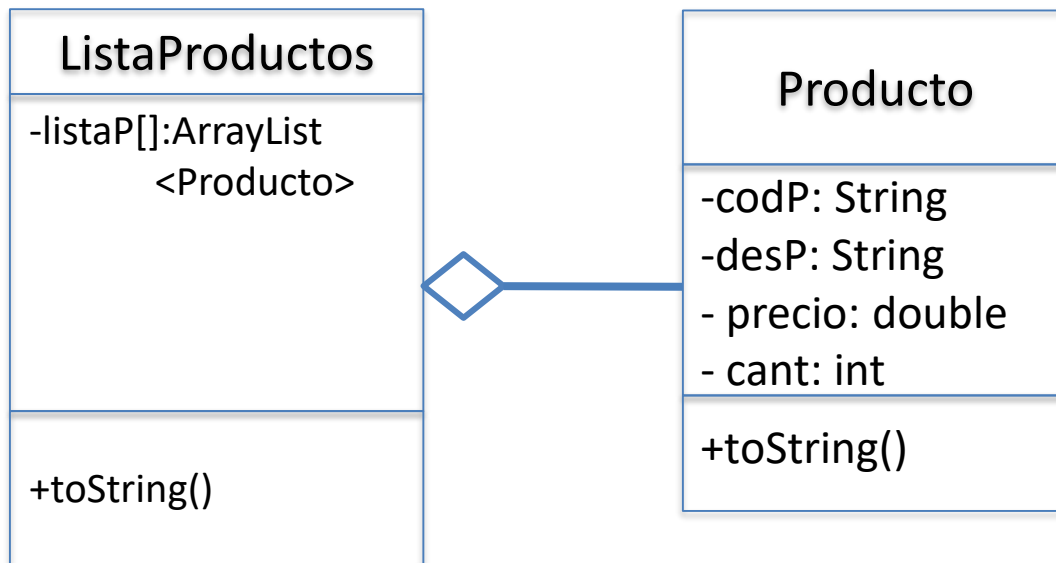 ListaProductos
-listaP[]:ArrayList
<Producto>
+toString()
Producto
-codP: String
-desP: String
- precio: double
- cant: int
+toString()